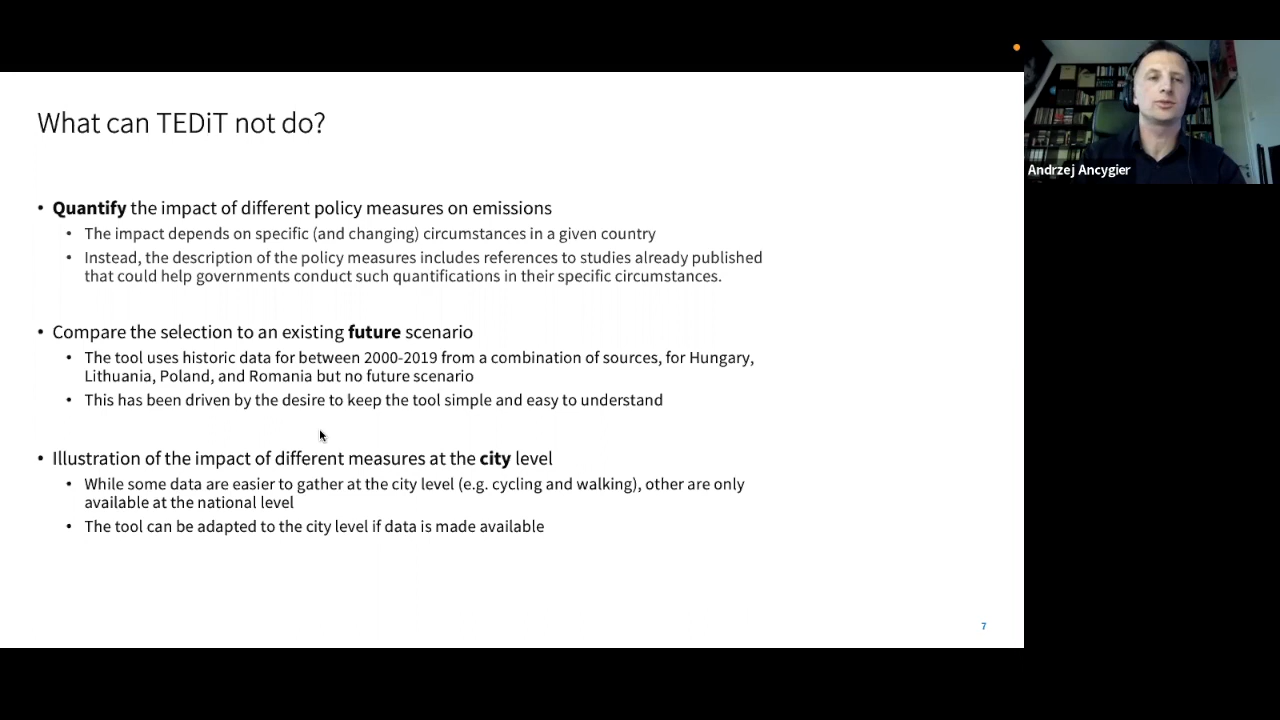 What can TEDiT not do?
• Quantify the impact of different policy measures on emissions
• The impact depends on specific (and changing) circumstances in a given country
• Instead, the description of the policy measures includes references to studies already published
that could help governments conduct such quantifications in their specific circumstances.
• Compare the selection to an existing future scenario
• The tool uses historic data for between 2000-2019 from a combination of sources, for Hungary,
Lithuania, Poland, and Romania but no future scenario
• This has been driven by the desire to keep the tool simple and easy to understand
• Illustration of the impact of different measures at the city level
• While some data are easier to gather at the city level (e.g. cycling and walking), other are only
available at the national level
• The tool can be adapted to the city level if data is made available
7
Andrzej Ancygier